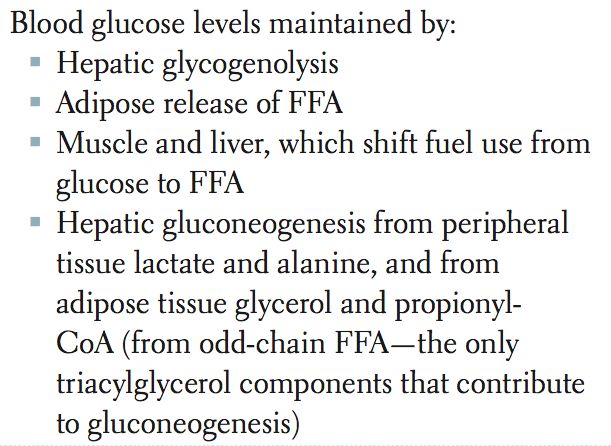 Blood glucose levels maintained by:
▪ Hepatic glycogenolysis
▪ Adipose release of FFA
▪ Muscle and liver, which shift fuel use from
glucose to FFA
▪ Hepatic gluconeogenesis from peripheral
tissue lactate and alanine, and from
adipose tissue glycerol and propionyl-
CoA (from odd-chain FFA—the only
triacylglycerol components that contribute
to gluconeogenesis)